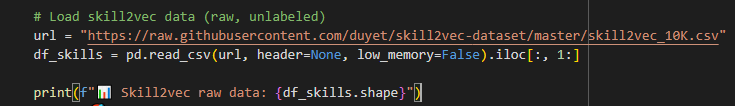 # Load skill2vec data (raw, unlabeled)
url = "https://raw.githubusercontent.com/duyet/skill2vec-dataset/master/skill2vec_10K.csv"
df_skills = pd.read_csv(url, header=None, low_memory=False).iloc[:, 1:]
print(f"📊 Skill2vec raw data: {df_skills.shape}")